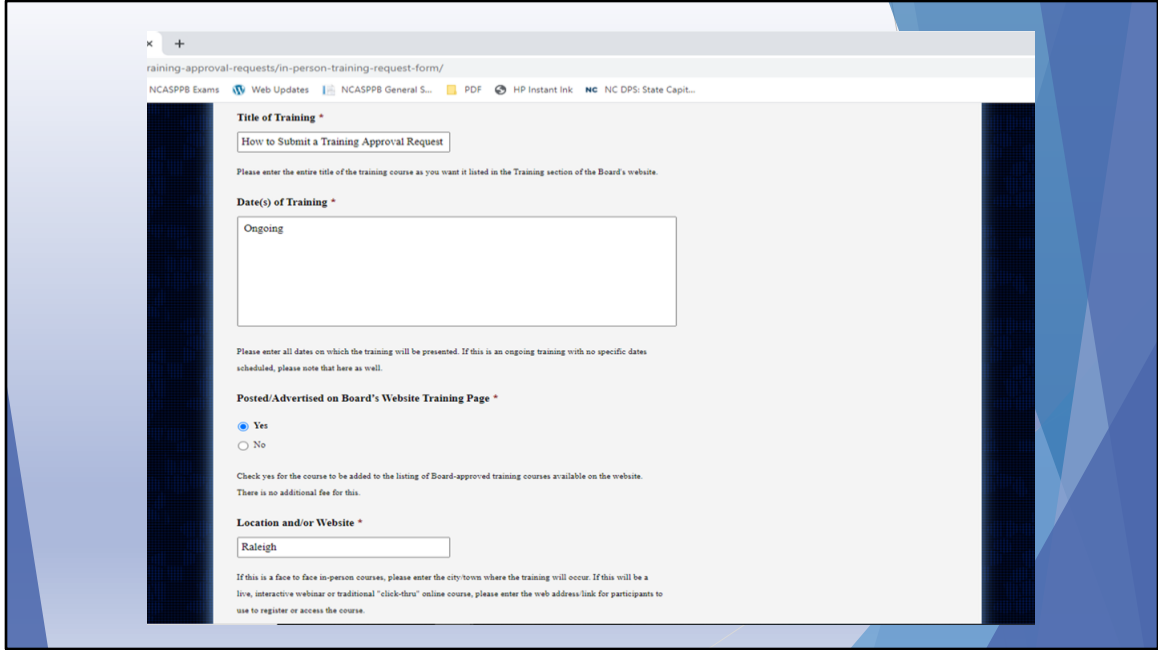 × +
raining-approval-requests/in-person-training-request-form/
NCASPPB Exams Web Updates NCASPPB General S... PDF HP Instant Ink NC NC DPS: State Capit...
Title of Training *
How to Submit a Training Approval Request
Please enter the entire title of the training course as you want it listed in the Training section of the Board's website.
Date(s) of Training *
Ongoing
Please enter all dates on which the training will be presented. If this is an ongoing training with no specific dates
scheduled, please note that here as well.
Posted/Advertised on Board's Website Training Page *
Yes
No
Check yes for the course to be added to the listing of Board-approved training courses available on the website.
There is no additional fee for this.
Location and/or Website *
Raleigh
If this is a face to face in-person courses, please enter the city/town where the training will occur. If this will be a
live, interactive webinar or traditional "click-thru" online course, please enter the web address/link for participants to
use to register or access the course.